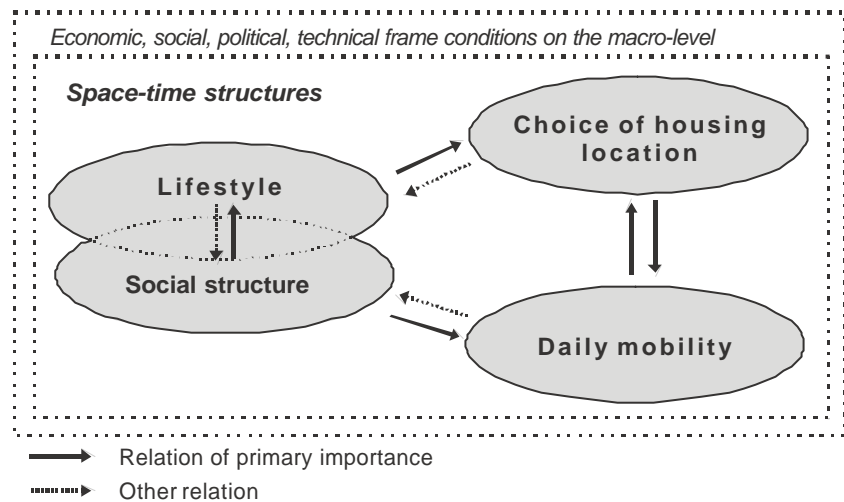 Economic, social, political, technical frame conditions on the macro-level
Space-time structures
Choice of housing
location
Lifestyle
Social structure
Daily mobility
Relation of primary importance
Other relation